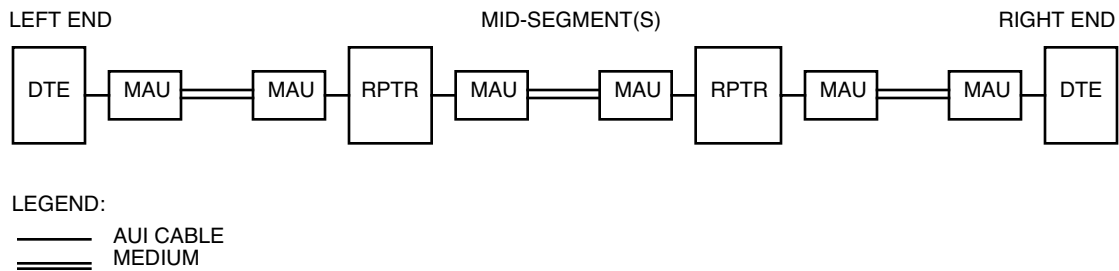 LEFT END MID-SEGMENT(S) RIGHT END
DTE MAU MAU RPTR MAU MAU RPTR MAU MAU DTE
LEGEND:
AUI CABLE
MEDIUM